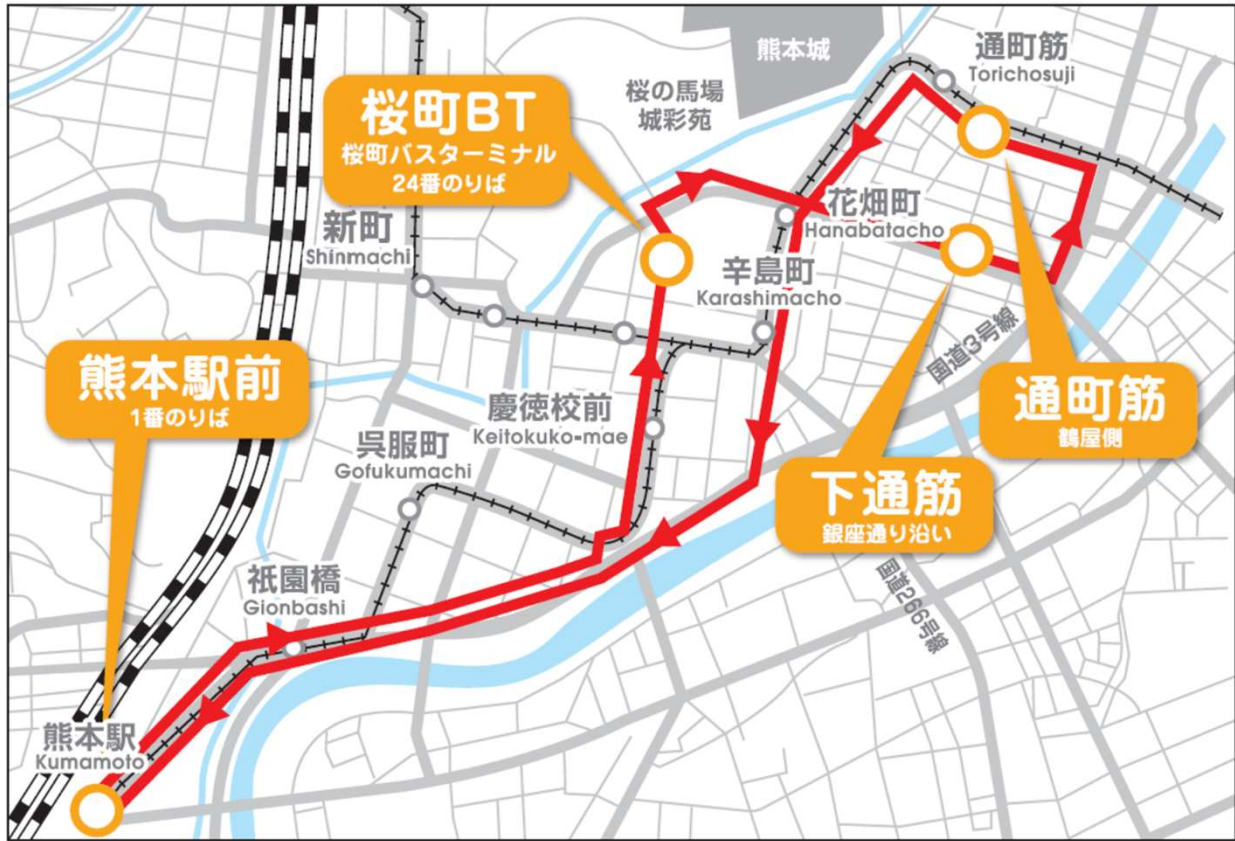 熊本城
通町筋
Torichosuji
桜の馬場
城彩苑
桜町BT
桜町バスターミナル
24番のりば
新町
Shinmachi
花畑町
Hanabatacho
辛島町
Karashimacho
国道3号線
熊本駅前
1番のりば
通町筋
鶴屋側
慶徳校前
Keitokuko-mae
呉服町
Gofukumachi
下通筋
銀座通り沿い
国道266号線
祇園橋
Gionbashi
熊本駅
Kumamoto